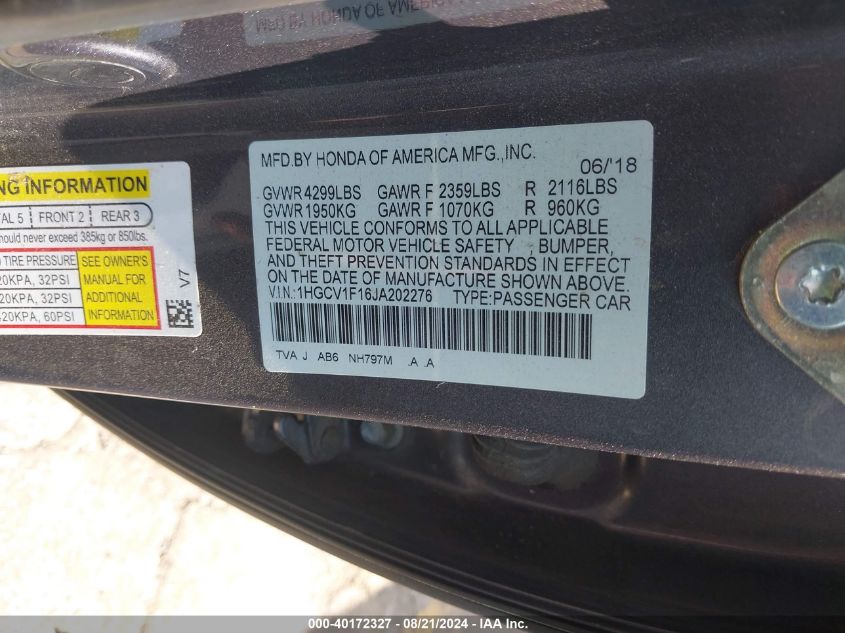 MFD.BY HONDA OF AMERICA MFG.,INC. 06/'18
GVWR 4299LBS GAWR F 2359LBS R 2116LBS
GVWR 1950KG GAWR F 1070KG R 960KG
THIS VEHICLE CONFORMS TO ALL APPLICABLE
FEDERAL MOTOR VEHICLE SAFETY , BUMPER,
AND THEFT PREVENTION STANDARDS IN EFFECT
ON THE DATE OF MANUFACTURE SHOWN ABOVE.
V.I.N.:1HGCV1F16JA202276 TYPE:PASSENGER CAR
TVA J AB6 NH797M .A .A
INFORMATION
5 FRONT 2 REAR 3
should never exceed 385kg or 850lbs.
TIRE PRESSURE SEE OWNER'S
20KPA, 32PSI MANUAL FOR
20KPA, 32PSI ADDITIONAL
420KPA, 60PSI INFORMATION
V7
000-40172327 - 08/21/2024 - IAA Inc.